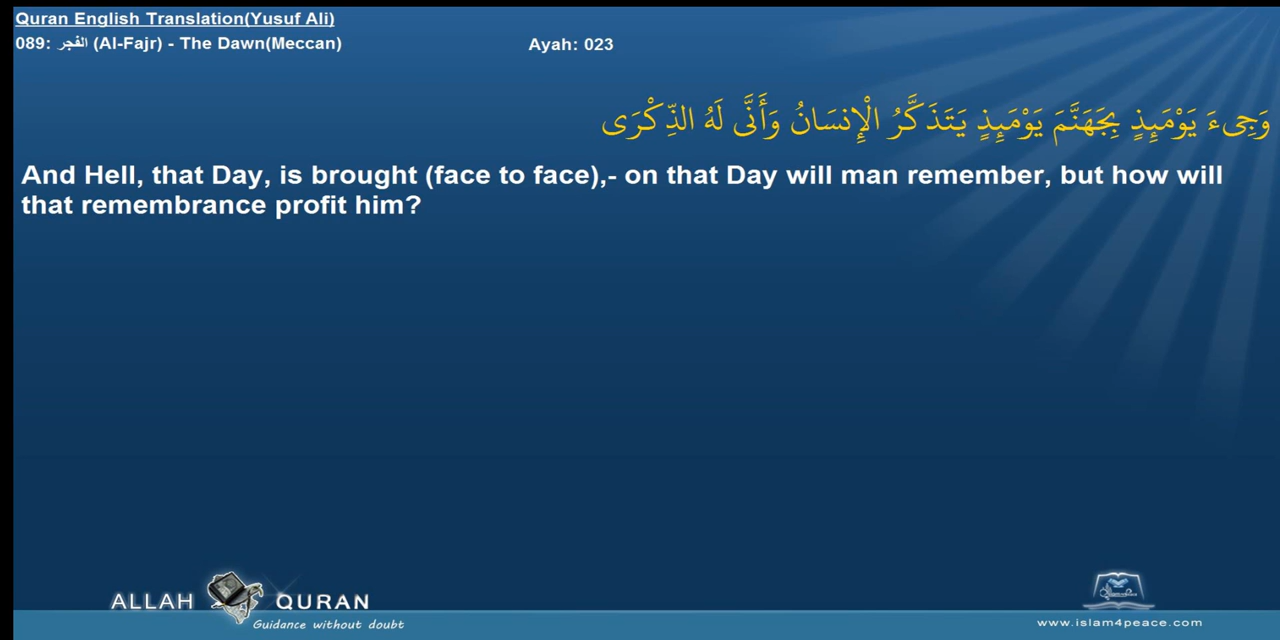 Quran English Translation(Yusuf Ali)
089: الفجر (Al-Fajr) - The Dawn(Meccan) Ayah: 023
وَجِىءَ يَوْمَئِذٍ بِجَهَنَّمَ يَوْمَئِذٍ يَتَذَكَّرُ الْإِنسَانُ وَأَنَّى لَهُ الذِّكْرَى
And Hell, that Day, is brought (face to face),- on that Day will man remember, but how will
that remembrance profit him?
ALLAH QURAN
Guidance without doubt
www.islam4peace.com